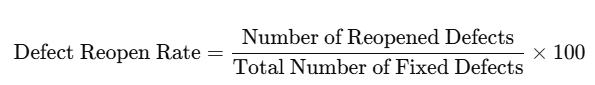 Defect Reopen Rate = Number of Reopened Defects / Total Number of Fixed Defects × 100